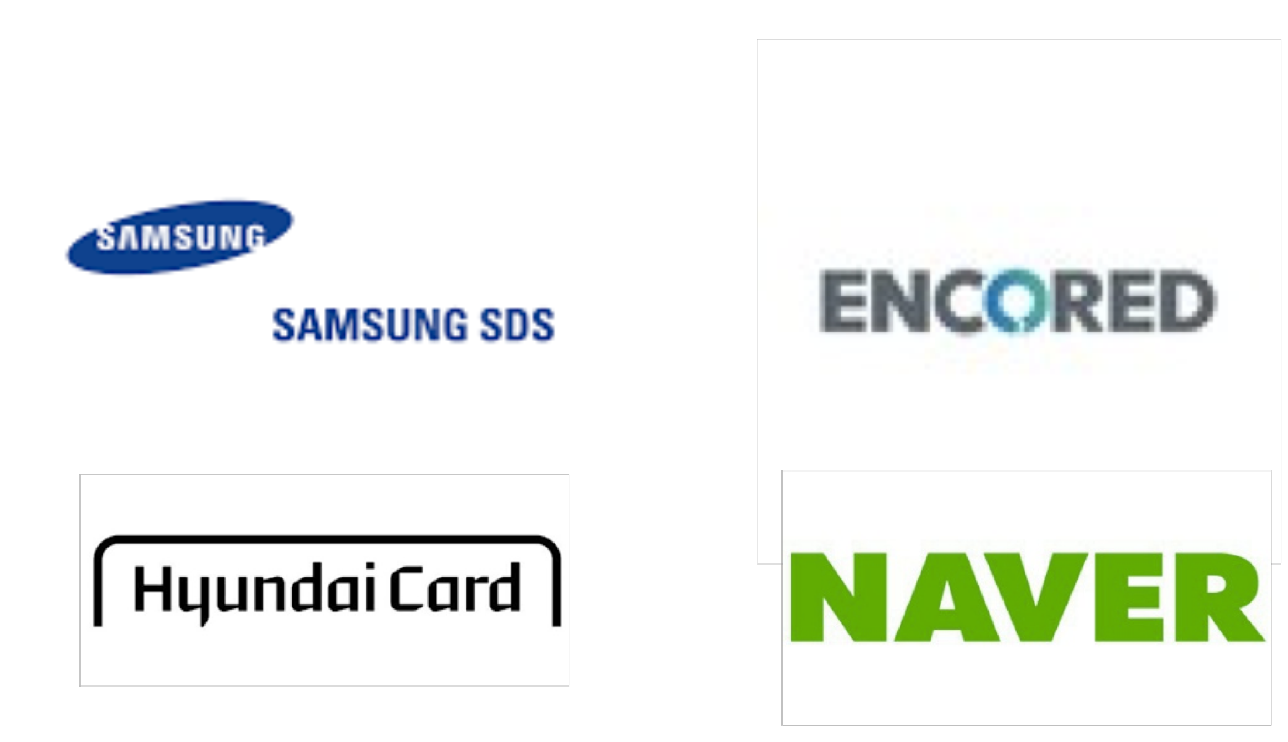 SAMSUNG
SAMSUNG SDS
ENCORED
Hyundai Card
NAVER